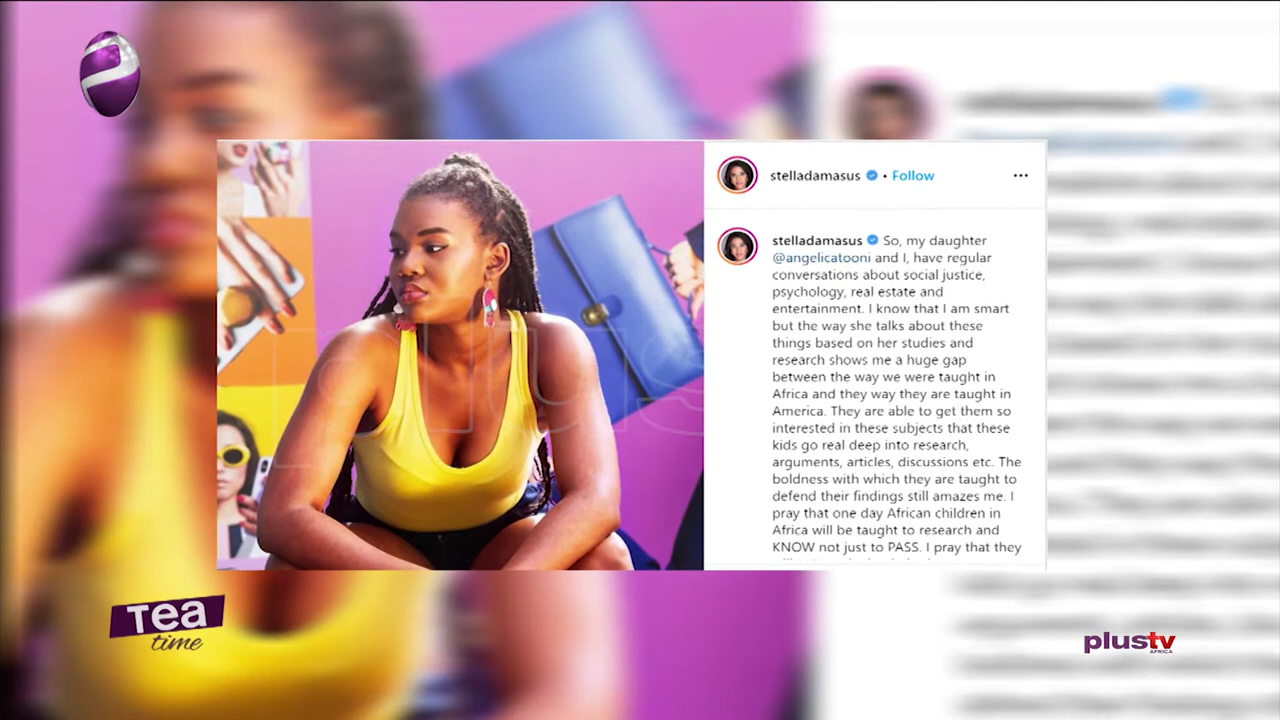 stelladamasus • Follow
stelladamasus So, my daughter
@angelicatooni and I, have regular
conversations about social justice,
psychology, real estate and
entertainment. I know that I am smart
but the way she talks about these
things based on her studies and
research shows me a huge gap
between the way we were taught in
Africa and they way they are taught in
America. They are able to get them so
interested in these subjects that these
kids go real deep into research,
arguments, articles, discussions etc. The
boldness with which they are taught to
defend their findings still amazes me. I
pray that one day African children in
Africa will be taught to research and
KNOW not just to PASS. I pray that they
plus
Tea
time
plustv
AFRICA